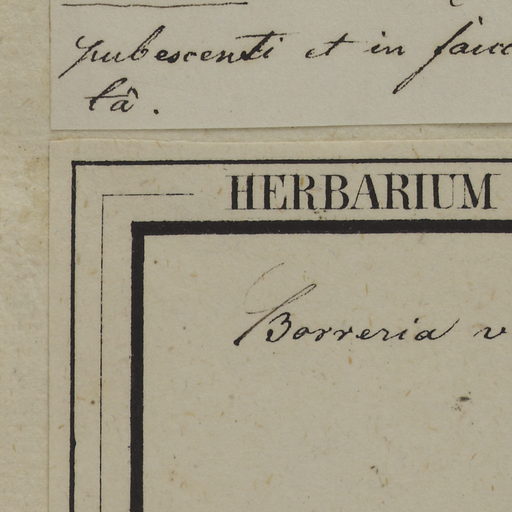 pubescenti et in fauc
tâ.
HERBARIUM
Borreria v